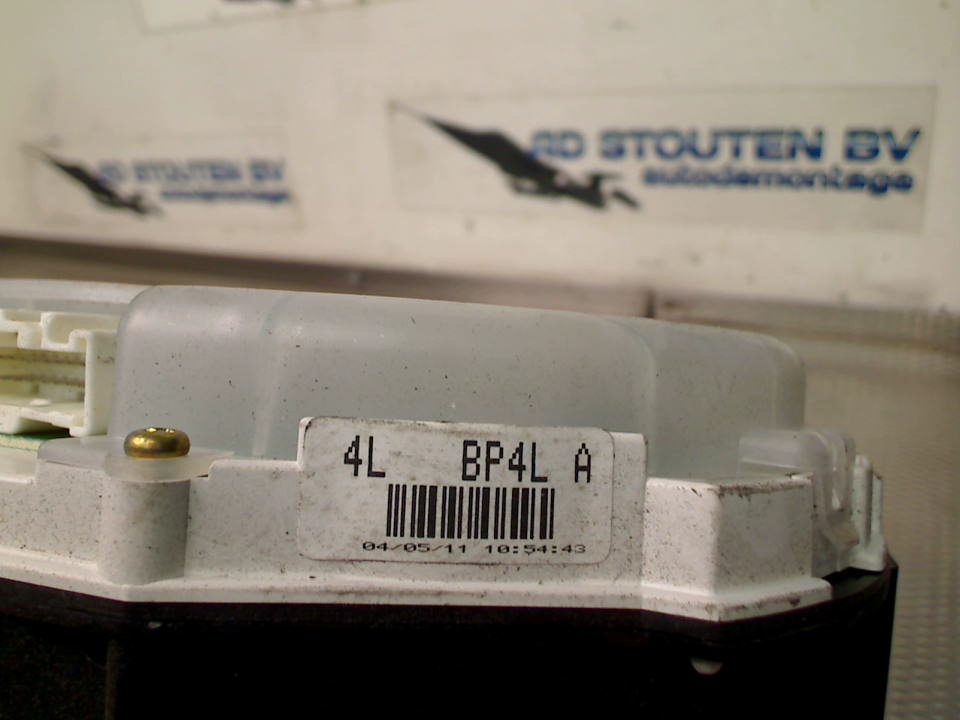 AD STOUTEN BV
autodemontage
AD STOUTEN BV
autodemontage
4L BP4L A
04/05/11 10:54:43